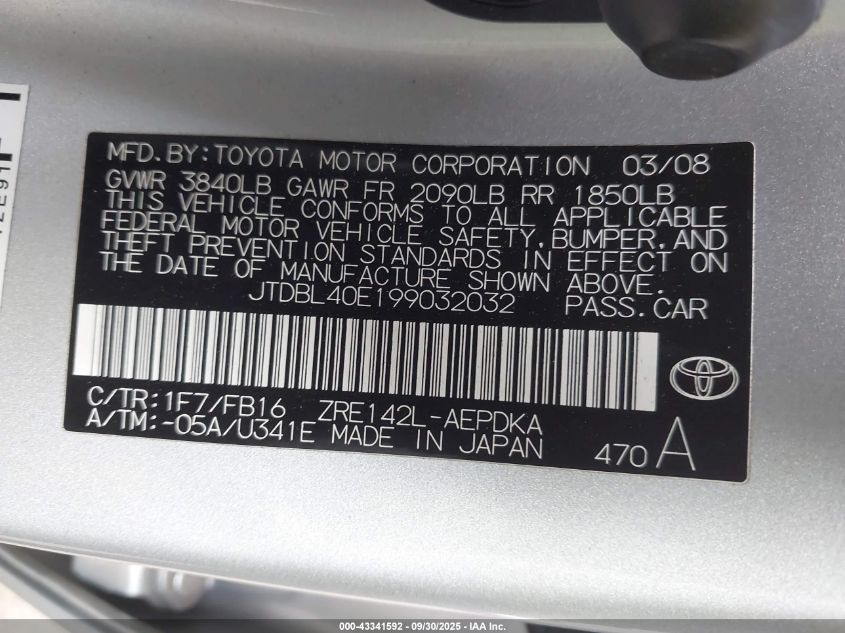 MFD.BY:TOYOTA MOTOR CORPORATION 03/08
GVWR 3840LB GAWR FR 2090LB RR 1850LB
THIS VEHICLE CONFORMS TO ALL APPLICABLE
FEDERAL MOTOR VEHICLE SAFETY,BUMPER,AND
THEFT PREVENTION STANDARDS IN EFFECT ON
THE DATE OF MANUFACTURE SHOWN ABOVE.
JTDBL40E199032032 PASS.CAR
C/TR:1F7/FB16 ZRE142L-AEPDKA
A/TM:-05A/U341E MADE IN JAPAN
470 A
000-43341592 - 09/30/2025 - IAA Inc.